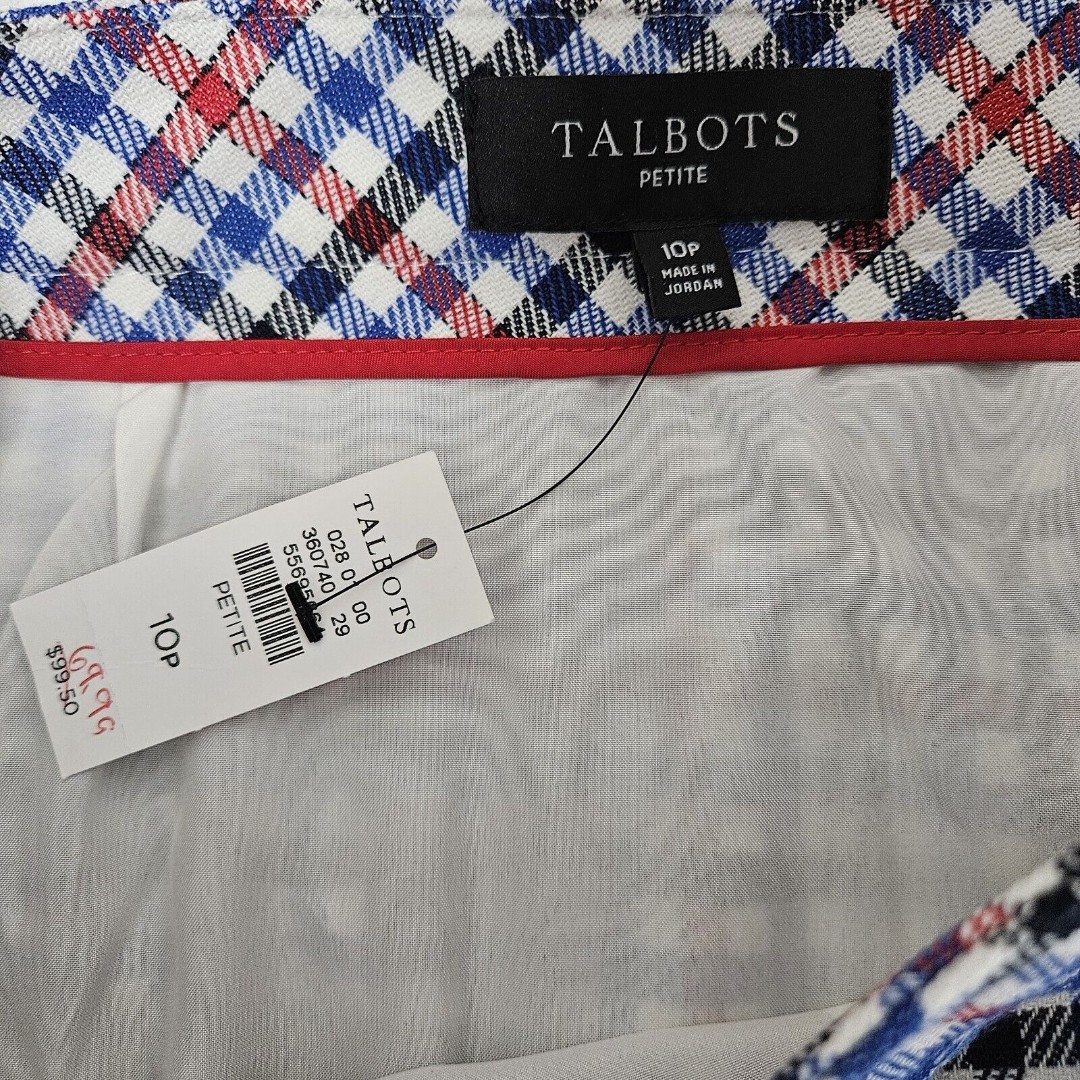 TALBOTS
PETITE
10P
MADE IN
JORDAN
TALBOTS
028 0 00
360740 29
PETITE
10P
$99.50
69.99